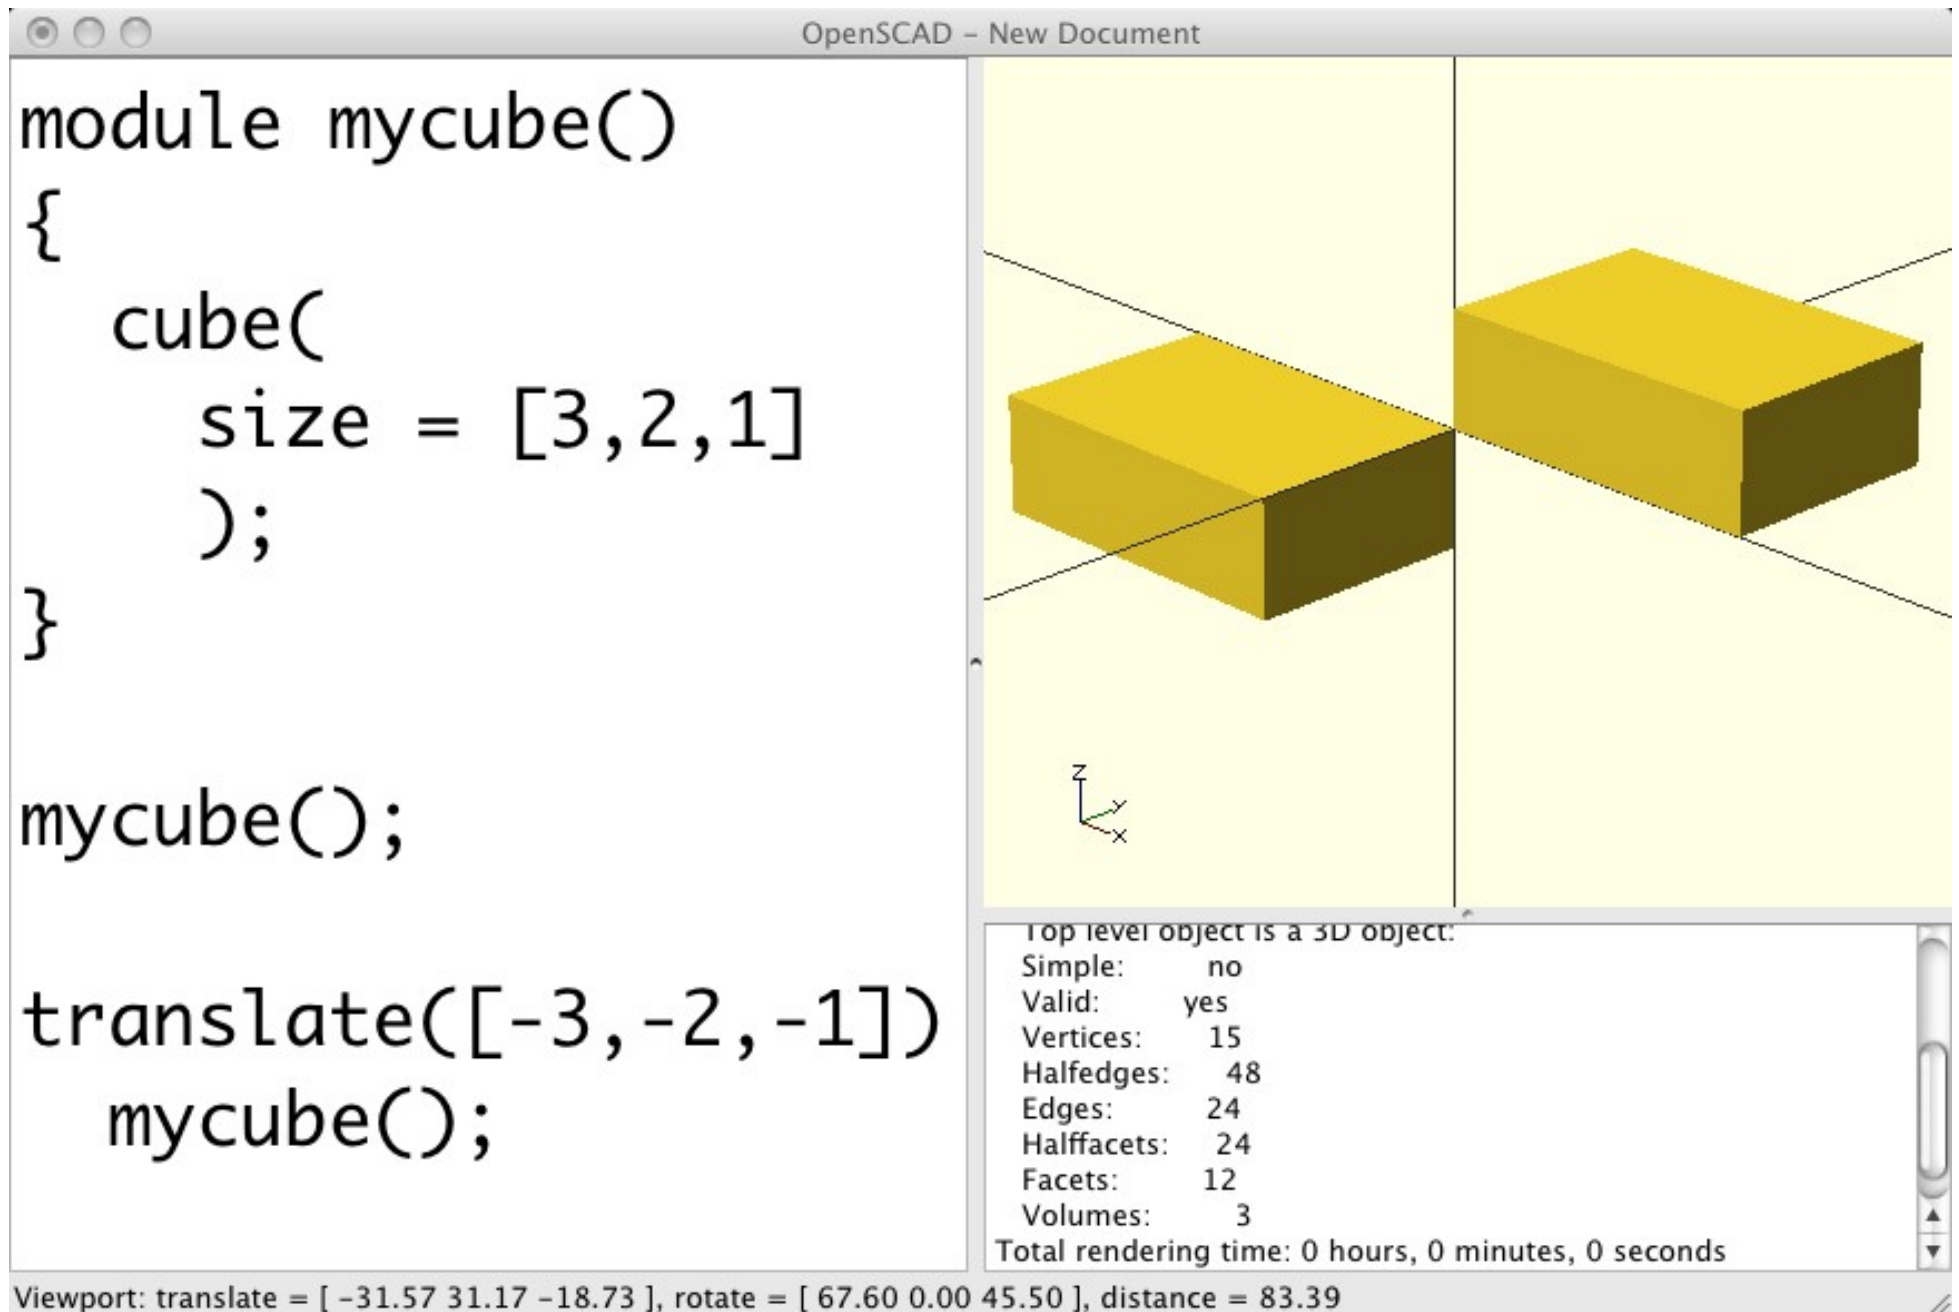 OpenSCAD – New Document
module mycube()
{
  cube(
    size = [3,2,1]
    );
}
mycube();
translate([-3,-2,-1])
  mycube();
Z
Y
X
Top level object is a 3D object:
Simple: no
Valid: yes
Vertices: 15
Halfedges: 48
Edges: 24
Halffacets: 24
Facets: 12
Volumes: 3
Total rendering time: 0 hours, 0 minutes, 0 seconds
Viewport: translate = [ -31.57 31.17 -18.73 ], rotate = [ 67.60 0.00 45.50 ], distance = 83.39